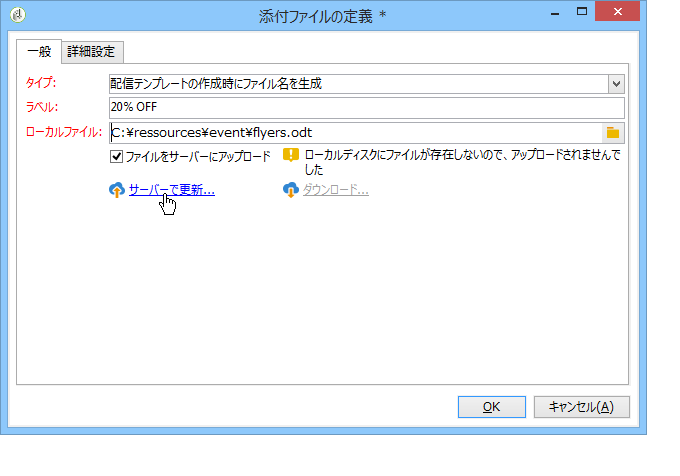 添付ファイルの定義 *
一般 詳細設定
タイプ: 配信テンプレートの作成時にファイル名を生成
ラベル: 20% OFF
ローカルファイル: C:¥ressources¥event¥flyers.odt
ファイルをサーバーにアップロード ローカルディスクにファイルが存在しないので、アップロードされませんで
した
サーバーで更新... ダウンロード...
OK キャンセル(A)